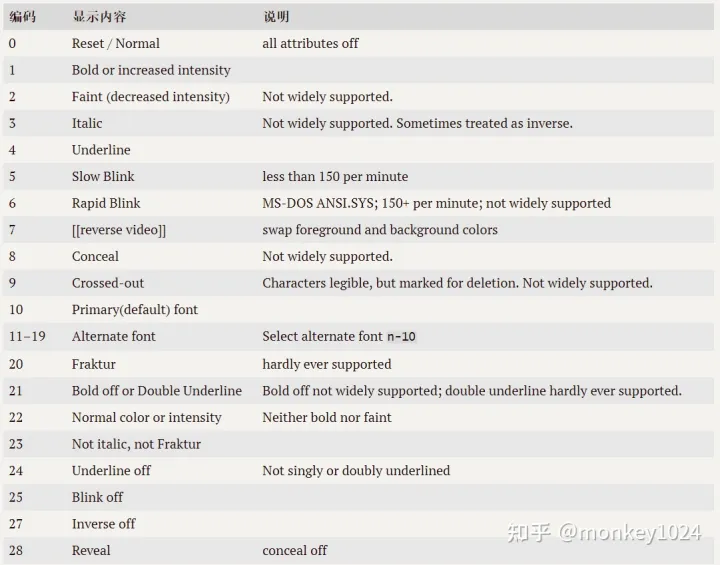 编码 显示内容 说明
0 Reset / Normal all attributes off
1 Bold or increased intensity
2 Faint (decreased intensity) Not widely supported.
3 Italic Not widely supported. Sometimes treated as inverse.
4 Underline
5 Slow Blink less than 150 per minute
6 Rapid Blink MS-DOS ANSI.SYS; 150+ per minute; not widely supported
7 [[reverse video]] swap foreground and background colors
8 Conceal Not widely supported.
9 Crossed-out Characters legible, but marked for deletion. Not widely supported.
10 Primary(default) font
11–19 Alternate font Select alternate font n-10
20 Fraktur hardly ever supported
21 Bold off or Double Underline Bold off not widely supported; double underline hardly ever supported.
22 Normal color or intensity Neither bold nor faint
23 Not italic, not Fraktur
24 Underline off Not singly or doubly underlined
25 Blink off
27 Inverse off
28 Reveal conceal off
知乎 @monkey1024